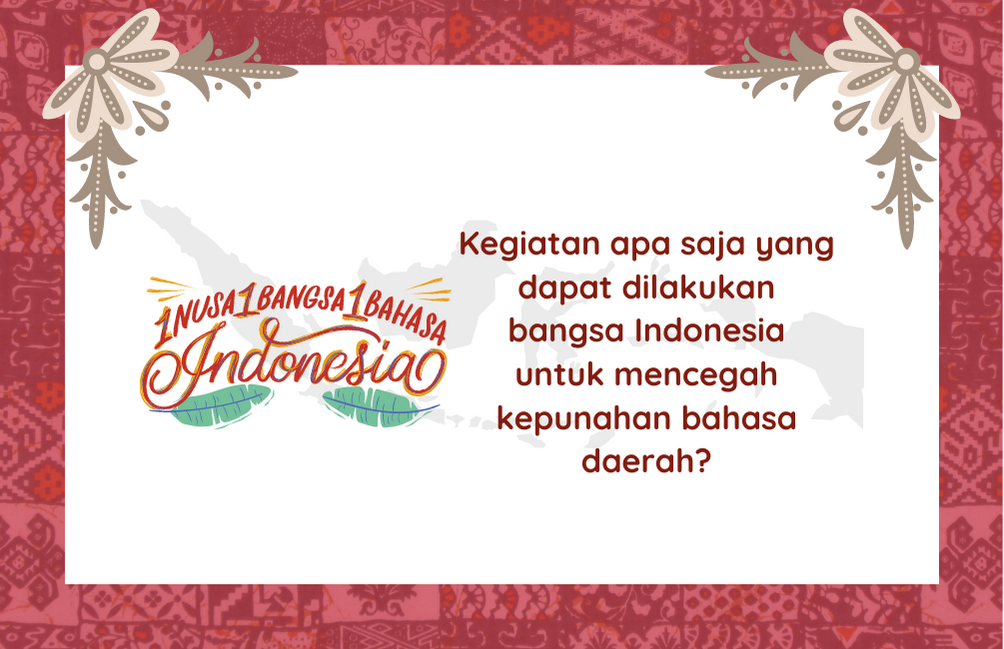 1NUSA1BANGSA1BAHASA
Indonesia
Kegiatan apa saja yang
dapat dilakukan
bangsa Indonesia
untuk mencegah
kepunahan bahasa
daerah?